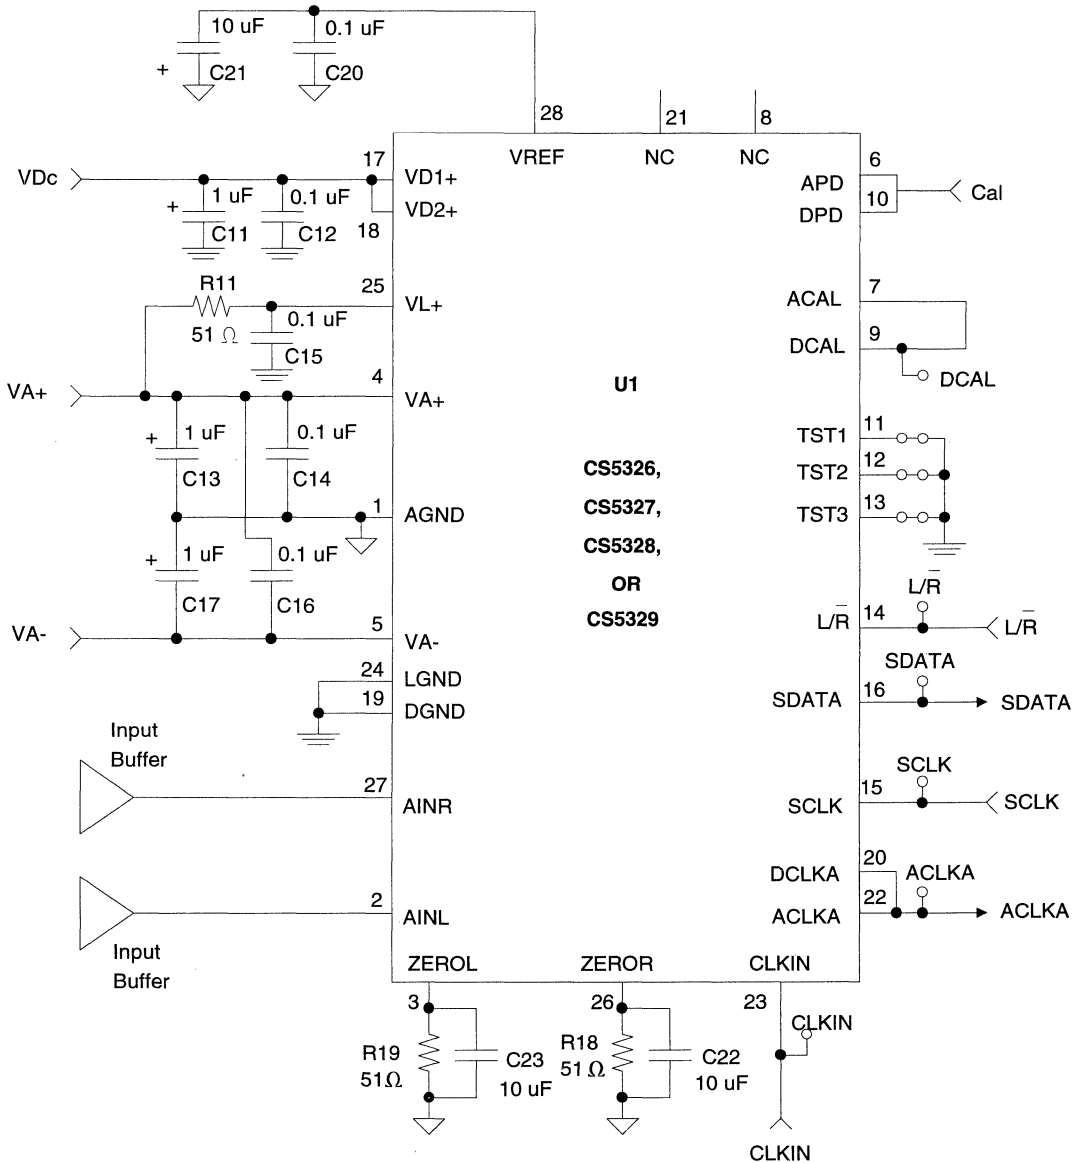 10 uF
0.1 uF
+
C21
C20
28
21
8
VREF
NC
NC
VDc
17
VD1+
VD2+
18
+
1 uF
C11
0.1 uF
C12
6
APD
10
DPD
Cal
R11
51 Ω
25
VL+
0.1 uF
C15
7
ACAL
9
DCAL
DCAL
VA+
4
VA+
U1
+
1 uF
C13
0.1 uF
C14
11
TST1
12
TST2
13
TST3
CS5326,
CS5327,
CS5328,
OR
CS5329
1
AGND
+
1 uF
C17
0.1 uF
C16
VA-
5
VA-
L/R̅
14
L/R̅
L/R̅
24
LGND
19
DGND
SDATA
16
SDATA
SDATA
Input
Buffer
27
AINR
SCLK
15
SCLK
SCLK
2
AINL
Input
Buffer
20
DCLKA
22
ACLKA
ACLKA
ACLKA
ZEROL
ZEROR
CLKIN
3
26
23
R19
51Ω
C23
10 uF
R18
51Ω
C22
10 uF
CLKIN
CLKIN